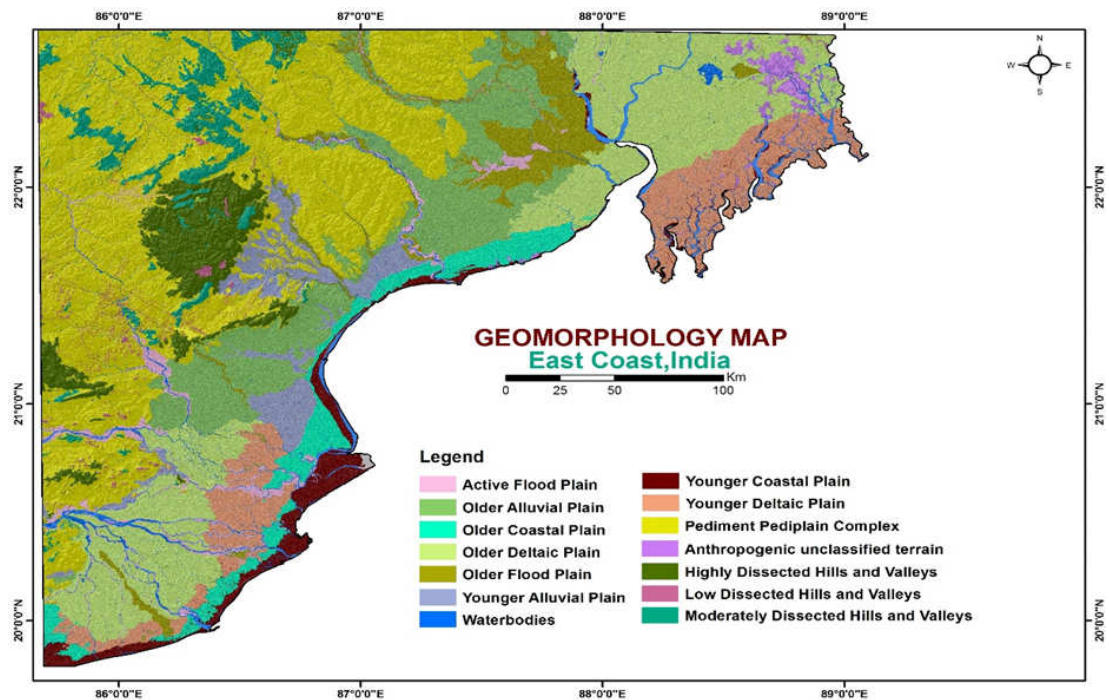 86°0'0"E 87°0'0"E 88°0'0"E 89°0'0"E
N
W E
S
22°0'0"N 22°0'0"N
GEOMORPHOLOGY MAP
East Coast,India
Km
0 25 50 100
21°0'0"N 21°0'0"N
Legend
Active Flood Plain
Older Alluvial Plain
Older Coastal Plain
Older Deltaic Plain
Older Flood Plain
Younger Alluvial Plain
Waterbodies
Younger Coastal Plain
Younger Deltaic Plain
Pediment Pediplain Complex
Anthropogenic unclassified terrain
Highly Dissected Hills and Valleys
Low Dissected Hills and Valleys
Moderately Dissected Hills and Valleys
20°0'0"N 20°0'0"N
86°0'0"E 87°0'0"E 88°0'0"E 89°0'0"E